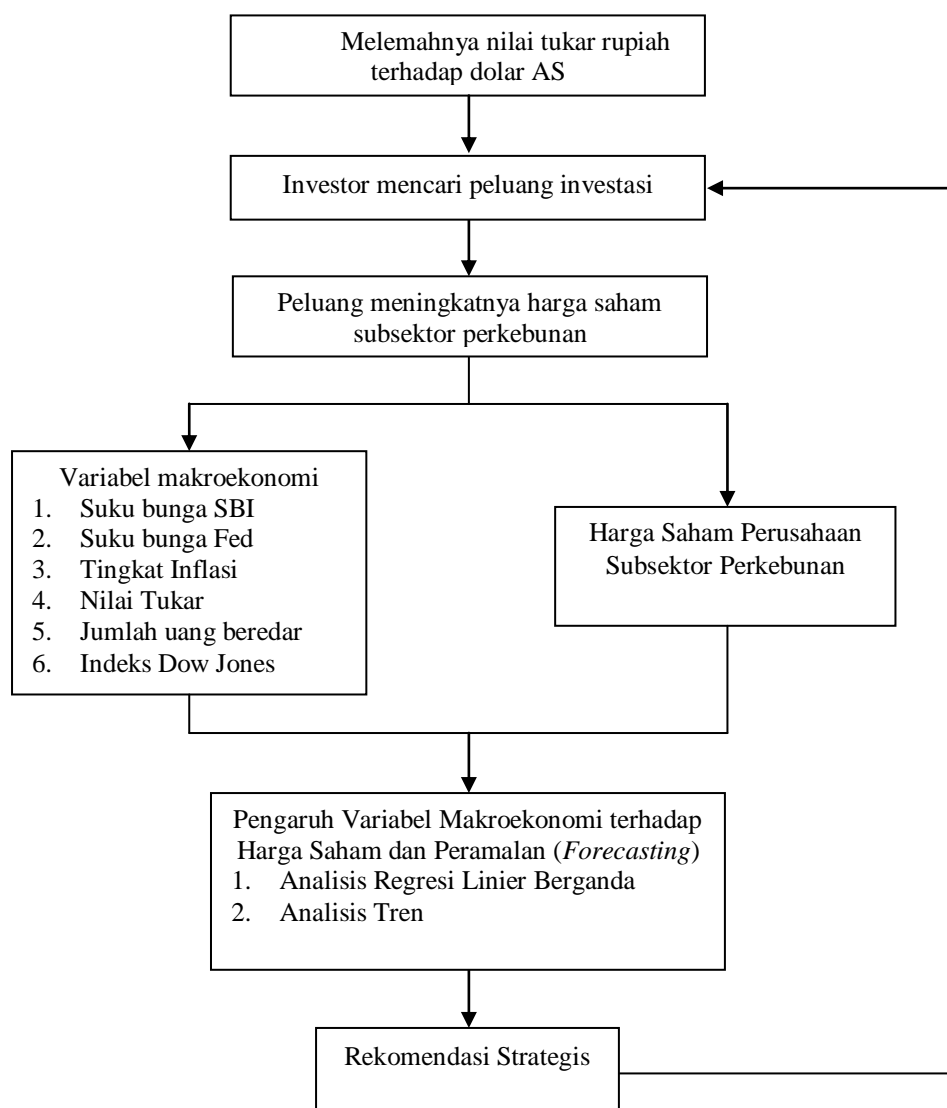 Melemahnya nilai tukar rupiah
terhadap dolar AS
Investor mencari peluang investasi
Peluang meningkatnya harga saham
subsektor perkebunan
Variabel makroekonomi
1. Suku bunga SBI
2. Suku bunga Fed
3. Tingkat Inflasi
4. Nilai Tukar
5. Jumlah uang beredar
6. Indeks Dow Jones
Harga Saham Perusahaan
Subsektor Perkebunan
Pengaruh Variabel Makroekonomi terhadap
Harga Saham dan Peramalan (Forecasting)
1. Analisis Regresi Linier Berganda
2. Analisis Tren
Rekomendasi Strategis